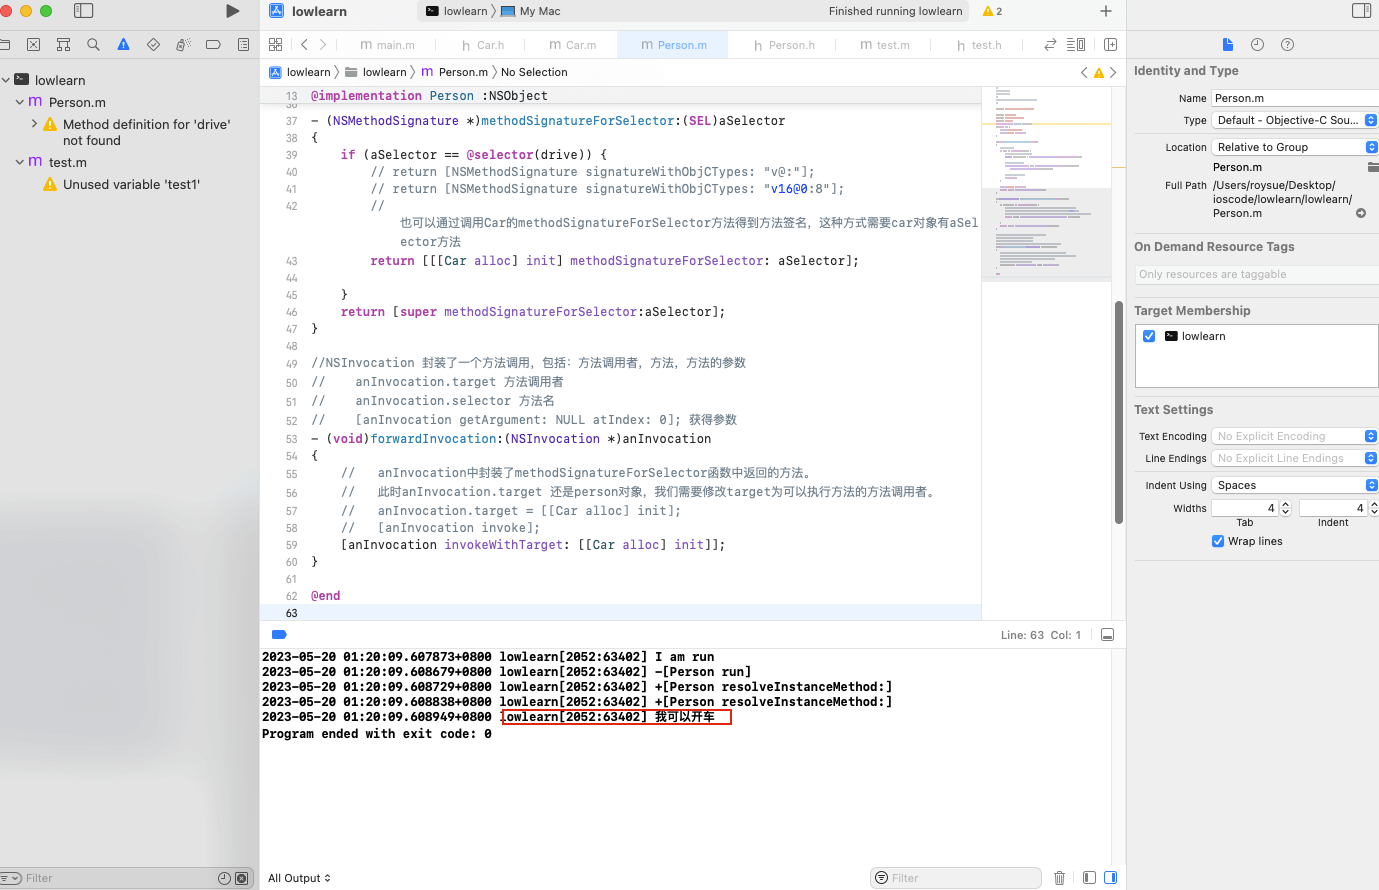 lowlearn
lowlearn 〉 My Mac
Finished running lowlearn
2
main.m
Car.h
Car.m
Person.m
Person.h
test.m
test.h
lowlearn 〉 lowlearn 〉 m Person.m 〉 No Selection
lowlearn
m Person.m
Method definition for 'drive' not found
m test.m
Unused variable 'test1'
Filter
13 @implementation Person :NSObject
37 - (NSMethodSignature *)methodSignatureForSelector:(SEL)aSelector
38 {
39 if (aSelector == @selector(drive)) {
40 // return [NSMethodSignature signatureWithObjCTypes: "v@:"];
41 // return [NSMethodSignature signatureWithObjCTypes: "v16@0:8"];
42 //
也可以通过调用Car的methodSignatureForSelector方法得到方法签名，这种方式需要car对象有aSel
ector方法
43 return [[[Car alloc] init] methodSignatureForSelector: aSelector];
44
45 }
46 return [super methodSignatureForSelector:aSelector];
47 }
48
49 //NSInvocation 封装了一个方法调用，包括：方法调用者，方法，方法的参数
50 // anInvocation.target 方法调用者
51 // anInvocation.selector 方法名
52 // [anInvocation getArgument: NULL atIndex: 0]; 获得参数
53 - (void)forwardInvocation:(NSInvocation *)anInvocation
54 {
55 // anInvocation中封装了methodSignatureForSelector函数中返回的方法。
56 // 此时anInvocation.target 还是person对象，我们需要修改target为可以执行方法的方法调用者。
57 // anInvocation.target = [[Car alloc] init];
58 // [anInvocation invoke];
59 [anInvocation invokeWithTarget: [[Car alloc] init]];
60 }
61
62 @end
63
Line: 63 Col: 1
2023-05-20 01:20:09.607873+0800 lowlearn[2052:63402] I am run
2023-05-20 01:20:09.608679+0800 lowlearn[2052:63402] -[Person run]
2023-05-20 01:20:09.608729+0800 lowlearn[2052:63402] +[Person resolveInstanceMethod:]
2023-05-20 01:20:09.608838+0800 lowlearn[2052:63402] +[Person resolveInstanceMethod:]
2023-05-20 01:20:09.608949+0800 lowlearn[2052:63402] 我可以开车
Program ended with exit code: 0
All Output
Filter
Identity and Type
Name Person.m
Type Default - Objective-C Sou...
Location Relative to Group
Person.m
Full Path /Users/roysue/Desktop/
ioscode/lowlearn/lowlearn/
Person.m
On Demand Resource Tags
Only resources are taggable
Target Membership
lowlearn
Text Settings
Text Encoding No Explicit Encoding
Line Endings No Explicit Line Endings
Indent Using Spaces
Widths 4 4
Tab Indent
Wrap lines